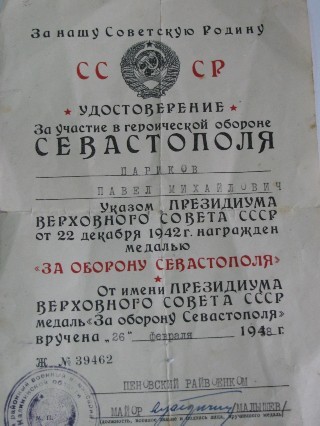 За нашу Советскую Родину
СС СР
УДОСТОВЕРЕНИЕ
За участие в героической обороне
СЕВАСТОПОЛЯ
ПАРИКОВ
ПАВЕЛ МИХАЙЛОВИЧ
Указом ПРЕЗИДИУМА
ВЕРХОВНОГО СОВЕТА СССР
от 22 декабря 1942 г. награжден
медалью
«ЗА ОБОРОНУ СЕВАСТОПОЛЯ»
От имени ПРЕЗИДИУМА
ВЕРХОВНОГО СОВЕТА СССР
медаль «За оборону Севастополя»
вручена "26" февраля 1948 г.
Ж № 39462
РАЙВОЕНКОМ
МАЙОР /МАЛЫШЕВ/
М. П.